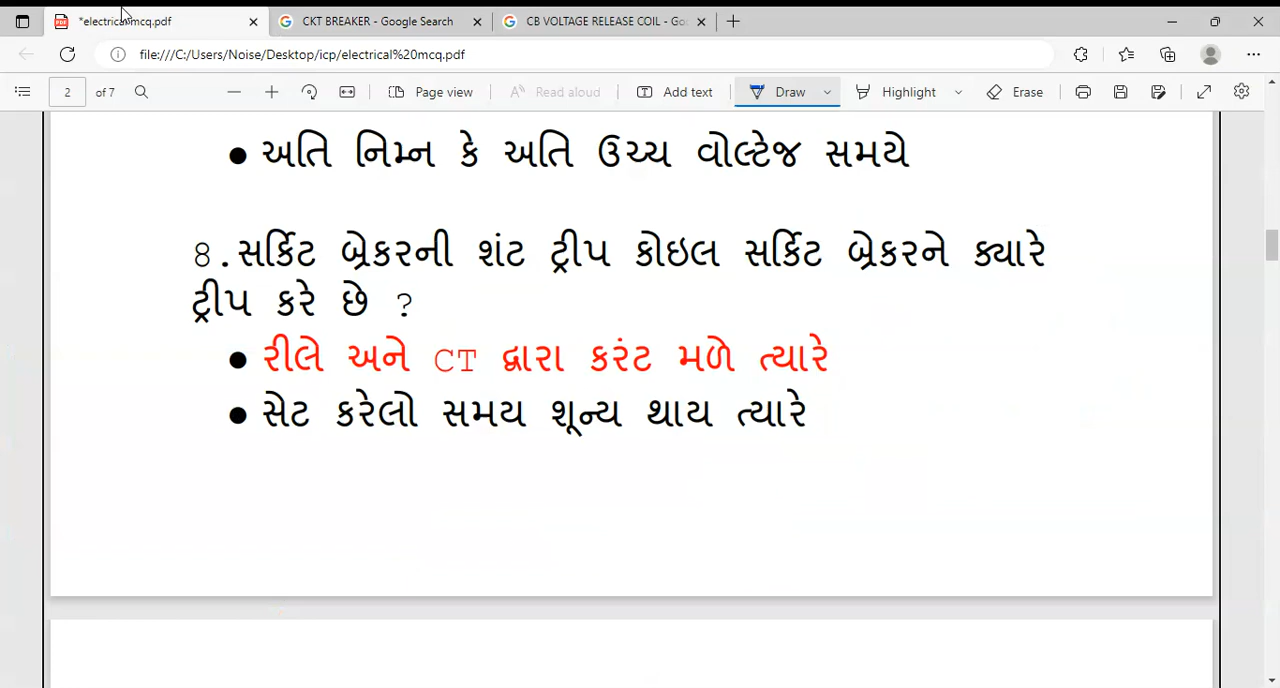 *electrical mcq.pdf
CKT BREAKER - Google Search
CB VOLTAGE RELEASE COIL - Go
file:///C:/Users/Noise/Desktop/icp/electrical%20mcq.pdf
2 of 7
Page view
Read aloud
Add text
Draw
Highlight
Erase
● અતિ નિમ્ન કે અતિ ઉચ્ચ વોલ્ટેજ સમયે
8.સર્કિટ બ્રેકરની શંટ ટ્રીપ કોઇલ સર્કિટ બ્રેકરને ક્યારે
ટ્રીપ કરે છે ?
● રીલે અને CT દ્વારા કરંટ મળે ત્યારે
● સેટ કરેલો સમય શૂન્ય થાય ત્યારે